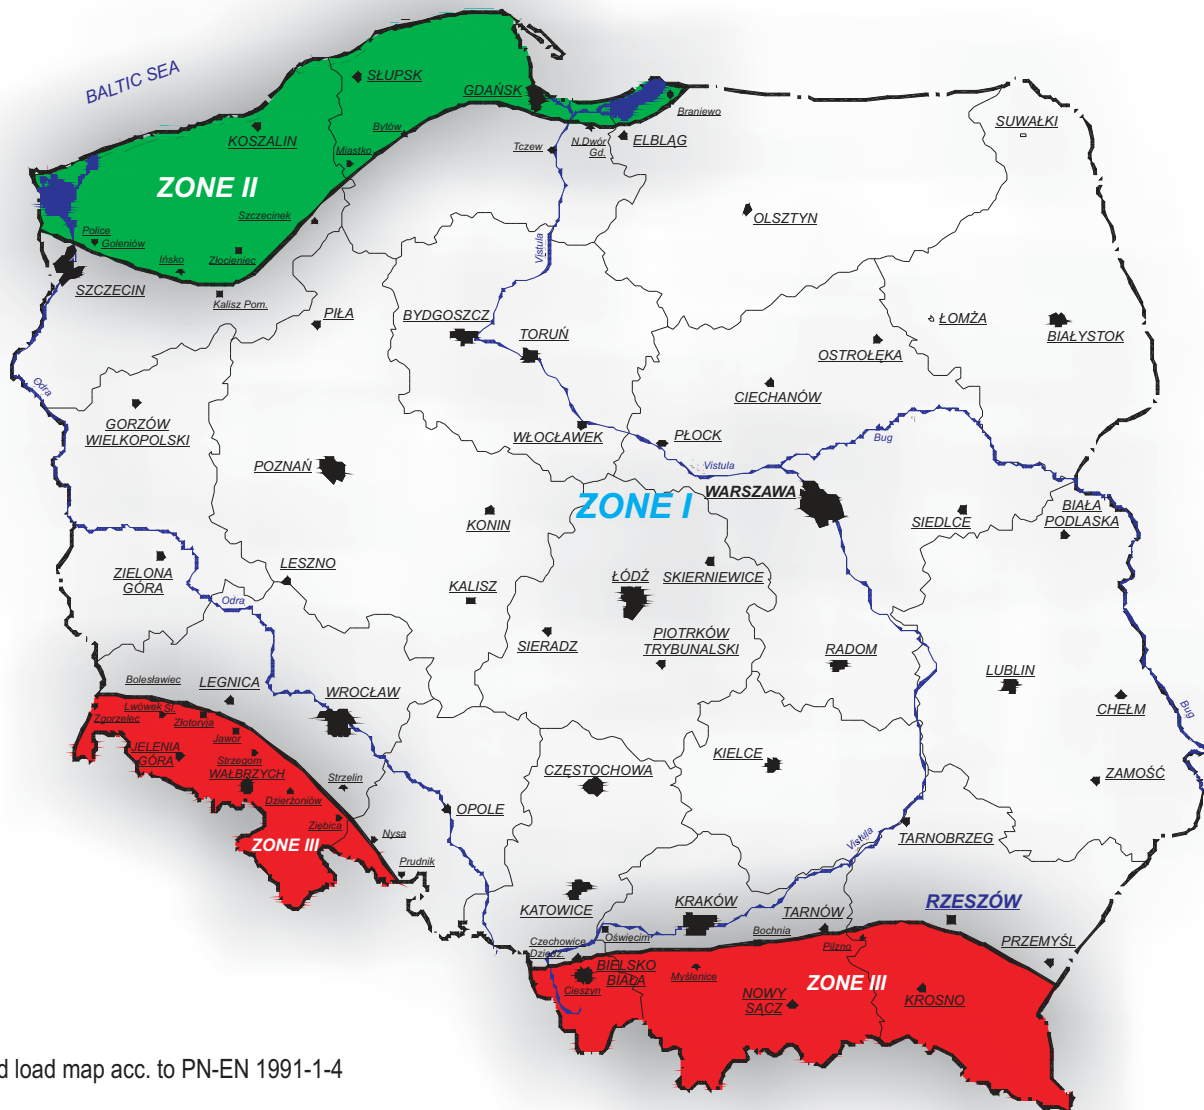 BALTIC SEA
SŁUPSK
GDAŃSK
Braniewo
SUWAŁKI
KOSZALIN
Bytów
Miastko
Tczew
N.Dwór
Gd.
ELBLĄG
ZONE II
Szczecinek
OLSZTYN
Police
Goleniów
Ińsko
Złocieniec
Vistula
SZCZECIN
Kalisz Pom.
PIŁA
BYDGOSZCZ
TORUŃ
ŁOMŻA
BIAŁYSTOK
OSTROŁĘKA
Odra
CIECHANÓW
GORZÓW
WIELKOPOLSKI
WŁOCŁAWEK
PŁOCK
Bug
POZNAŃ
Vistula
WARSZAWA
ZONE I
KONIN
SIEDLCE
BIAŁA
PODLASKA
ZIELONA
GÓRA
LESZNO
ŁÓDŹ
SKIERNIEWICE
KALISZ
Odra
SIERADZ
PIOTRKÓW
TRYBUNALSKI
RADOM
LUBLIN
Bolesławiec
LEGNICA
WROCŁAW
CHEŁM
Bug
Zgorzelec
Lwówek Śl.
Złotoryja
Jawor
JELENIA
GÓRA
Strzegom
WAŁBRZYCH
Strzelin
Dzierżoniów
KIELCE
CZĘSTOCHOWA
ZAMOŚĆ
OPOLE
Ziębica
Nysa
ZONE III
Vistula
TARNOBRZEG
Prudnik
KATOWICE
KRAKÓW
TARNÓW
RZESZÓW
Czechowice
Dziedz.
Oświęcim
Bochnia
Pilzno
PRZEMYŚL
BIELSKO
BIAŁA
Cieszyn
Myślenice
ZONE III
NOWY
SĄCZ
KROSNO
d load map acc. to PN-EN 1991-1-4